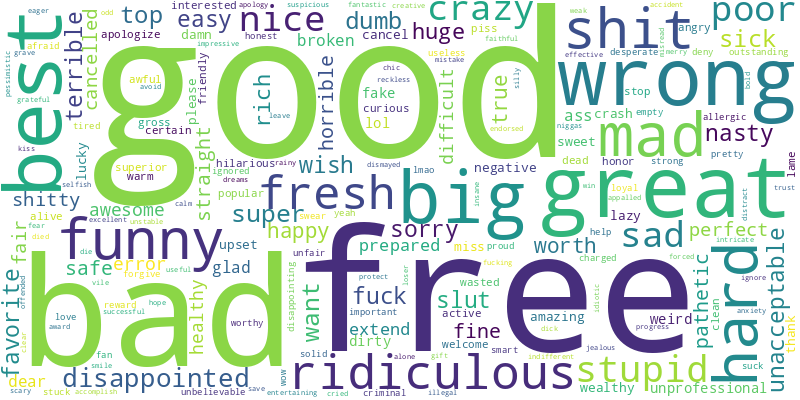 good
free
bad
great
big
best
wrong
mad
shit
hard
funny
fresh
ridiculous
stupid
crazy
nice
poor
sick
sad
huge
super
disappointed
unacceptable
nasty
easy
top
dumb
terrible
cancelled
apologize
interested
apology
suspicious
fantastic
creative
weak
accident
eager
odd
honest
cancel
piss
faithful
effective
desperate
angry
deny
outstanding
misread
merry
afraid
damn
impressive
broken
useless
mistake
reckless
chic
silly
bold
pessimistic
grave
grateful
kiss
awful
avoid
gross
please
friendly
rich
horrible
fake
curious
lol
leave
difficult
true
endorsed
ass
crash
stop
empty
allergic
tired
certain
superior
warm
lucky
straight
hilarious
rainy
ignored
dreams
popular
wish
dismayed
lmao
negative
insane
sweet
niggas
dead
honor
strong
pretty
lame
trust
loyal
appalled
win
distract
lazy
perfect
selfish
shitty
alive
awesome
calm
unstable
excellent
fear
died
fair
swear
yeah
happy
sorry
miss
proud
unfair
prepared
worth
help
charged
intricate
forced
error
forgive
die
useful
upset
glad
safe
offended
vile
clear
favorite
love
award
reward
hope
successful
healthy
worthy
disappointing
want
protect
loser
fuck
important
extend
dirty
wasted
slut
fucking
active
fine
welcome
amazing
dick
weird
idiotic
jealous
pathetic
clean
progress
anxiety
ignore
thank
dear
fan
smile
scary
stuck
accomplish
unbelievable
save
wow
solid
entertaining
gift
alone
cried
criminal
smart
illegal
indifferent
wealthy
unprofessional
suck